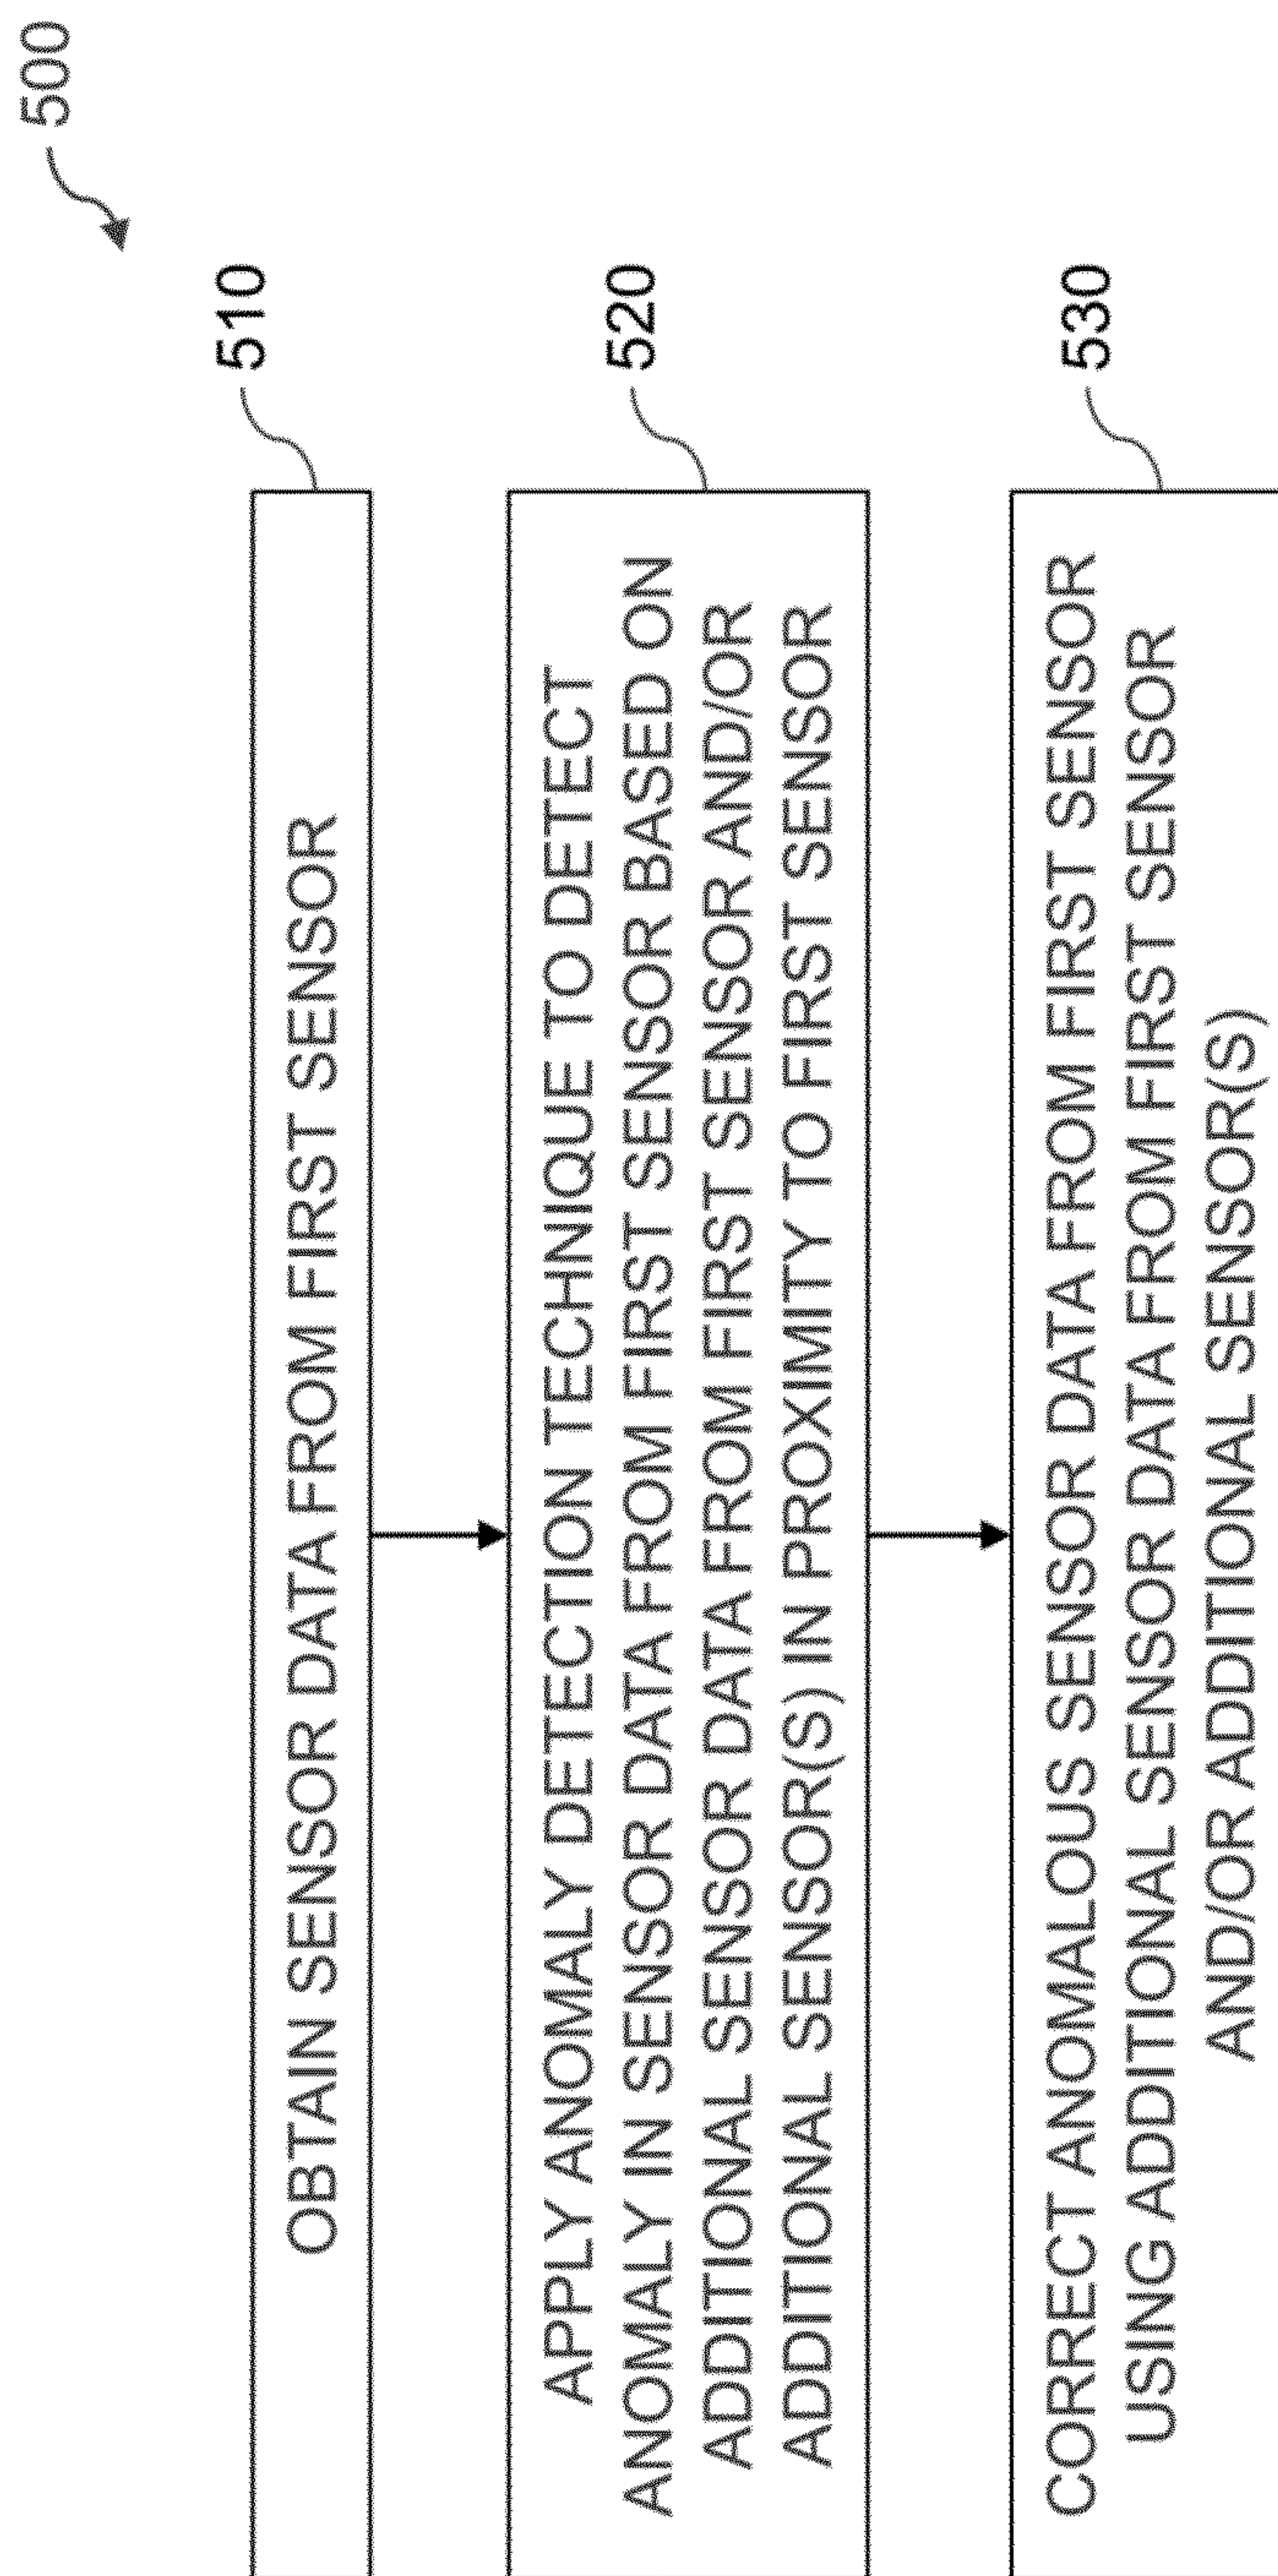 500
510
OBTAIN SENSOR DATA FROM FIRST SENSOR
520
APPLY ANOMALY DETECTION TECHNIQUE TO DETECT
ANOMALY IN SENSOR DATA FROM FIRST SENSOR BASED ON
ADDITIONAL SENSOR DATA FROM FIRST SENSOR AND/OR
ADDITIONAL SENSOR(S) IN PROXIMITY TO FIRST SENSOR
530
CORRECT ANOMALOUS SENSOR DATA FROM FIRST SENSOR
USING ADDITIONAL SENSOR DATA FROM FIRST SENSOR
AND/OR ADDITIONAL SENSOR(S)